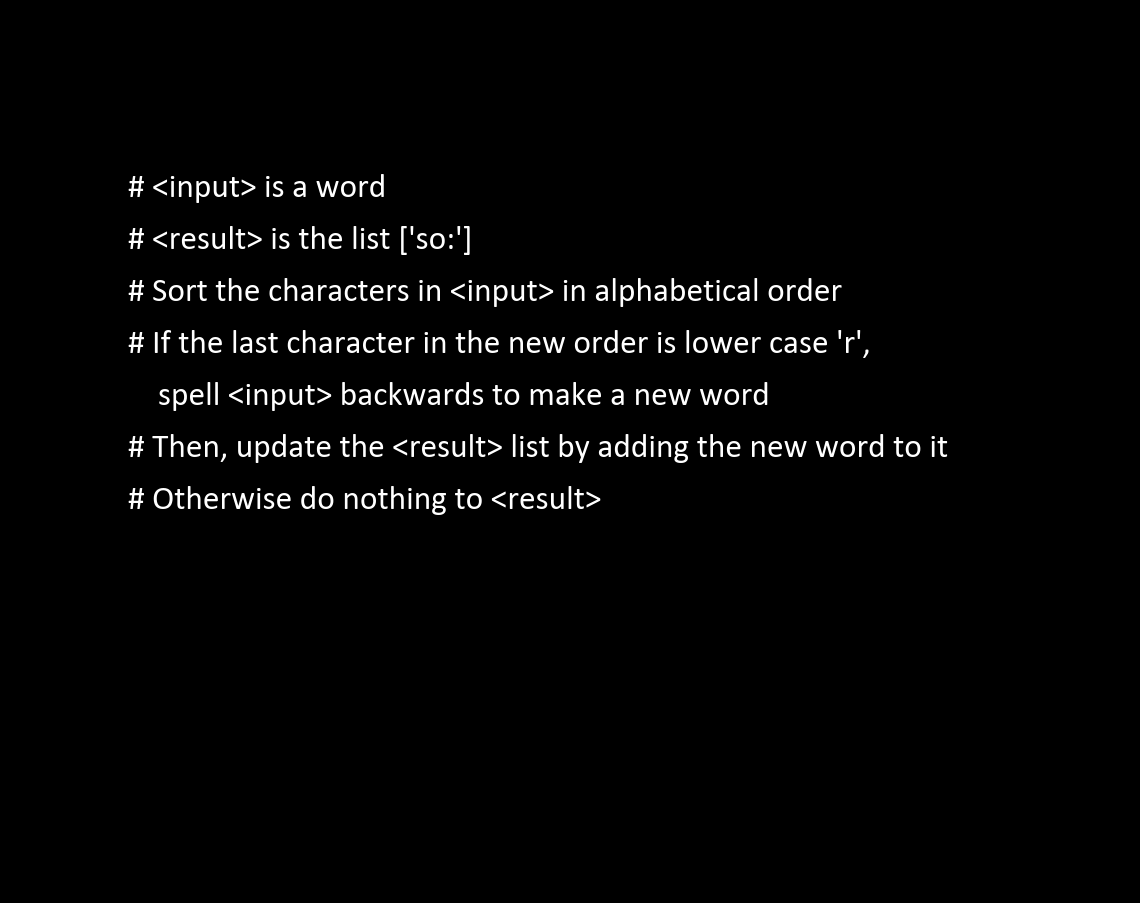 # <input> is a word
# <result> is the list ['so:']
# Sort the characters in <input> in alphabetical order
# If the last character in the new order is lower case 'r',
spell <input> backwards to make a new word
# Then, update the <result> list by adding the new word to it
# Otherwise do nothing to <result>